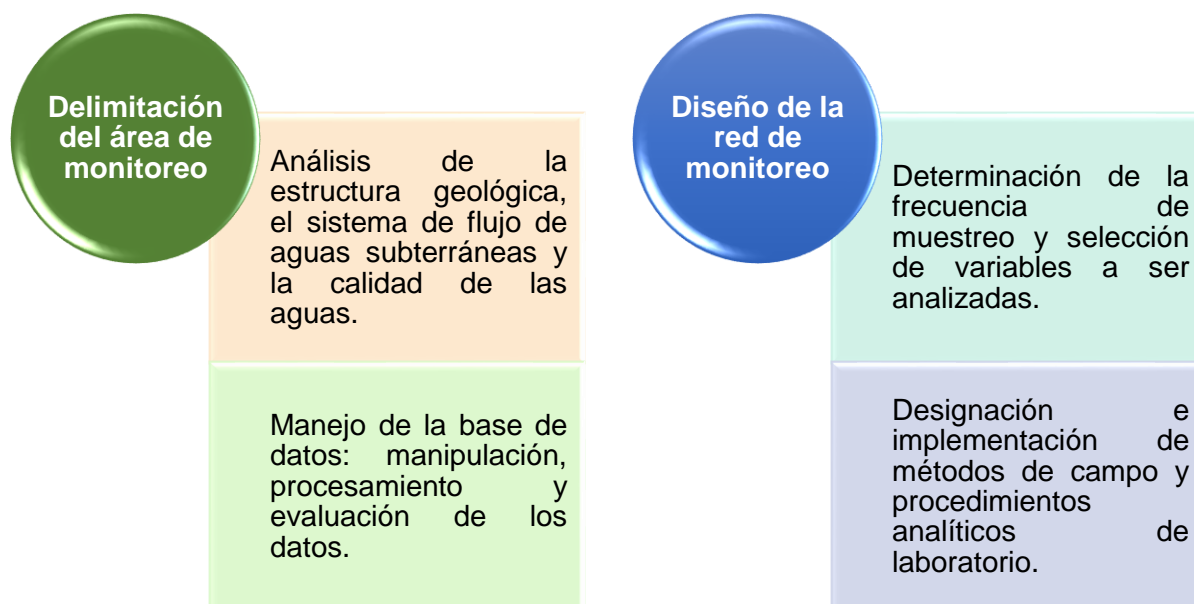 Delimitación
del área de
monitoreo
Análisis de la
estructura geológica,
el sistema de flujo de
aguas subterráneas y
la calidad de las
aguas.
Manejo de la base de
datos: manipulación,
procesamiento y
evaluación de los
datos.
Diseño de la
red de
monitoreo
Determinación de la
frecuencia de
muestreo y selección
de variables a ser
analizadas.
Designación e
implementación de
métodos de campo y
procedimientos
analíticos de
laboratorio.